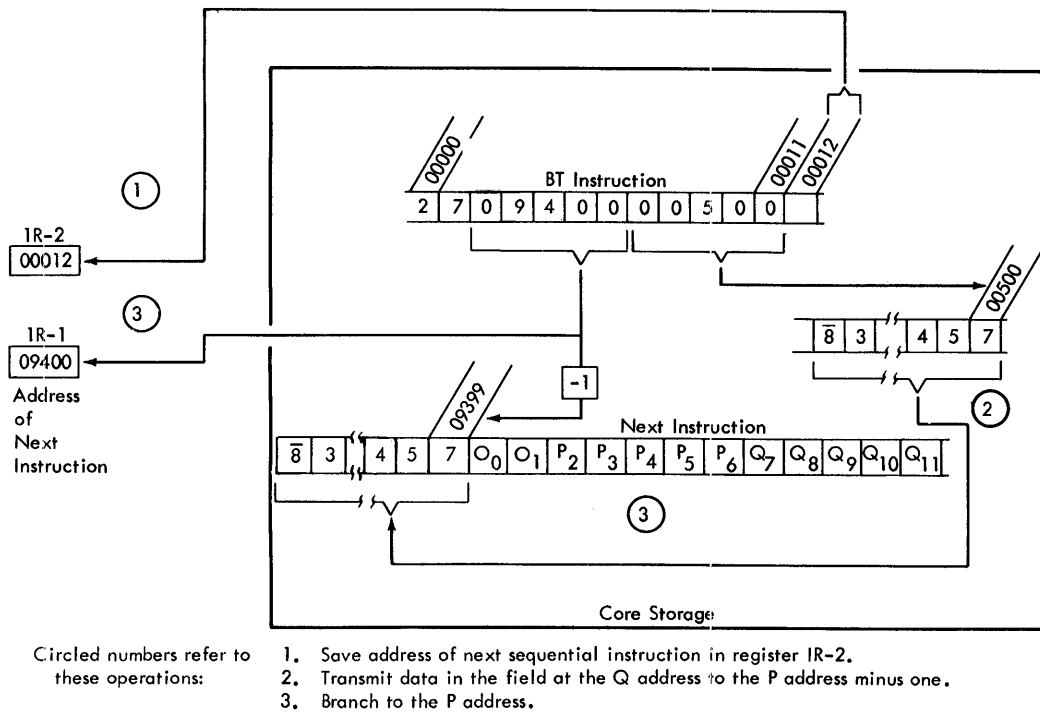 00000
00011
00012
BT Instruction
2 7 0 9 4 0 0 0 0 5 0 0
1
IR-2
00012
3
IR-1
09400
Address
of
Next
Instruction
00500
8̅ 3 4 5 7
2
-1
09399
Next Instruction
8̅ 3 4 5 7 O0 O1 P2 P3 P4 P5 P6 Q7 Q8 Q9 Q10 Q11
3
Core Storage
Circled numbers refer to these operations:
1. Save address of next sequential instruction in register IR-2.
2. Transmit data in the field at the Q address to the P address minus one.
3. Branch to the P address.